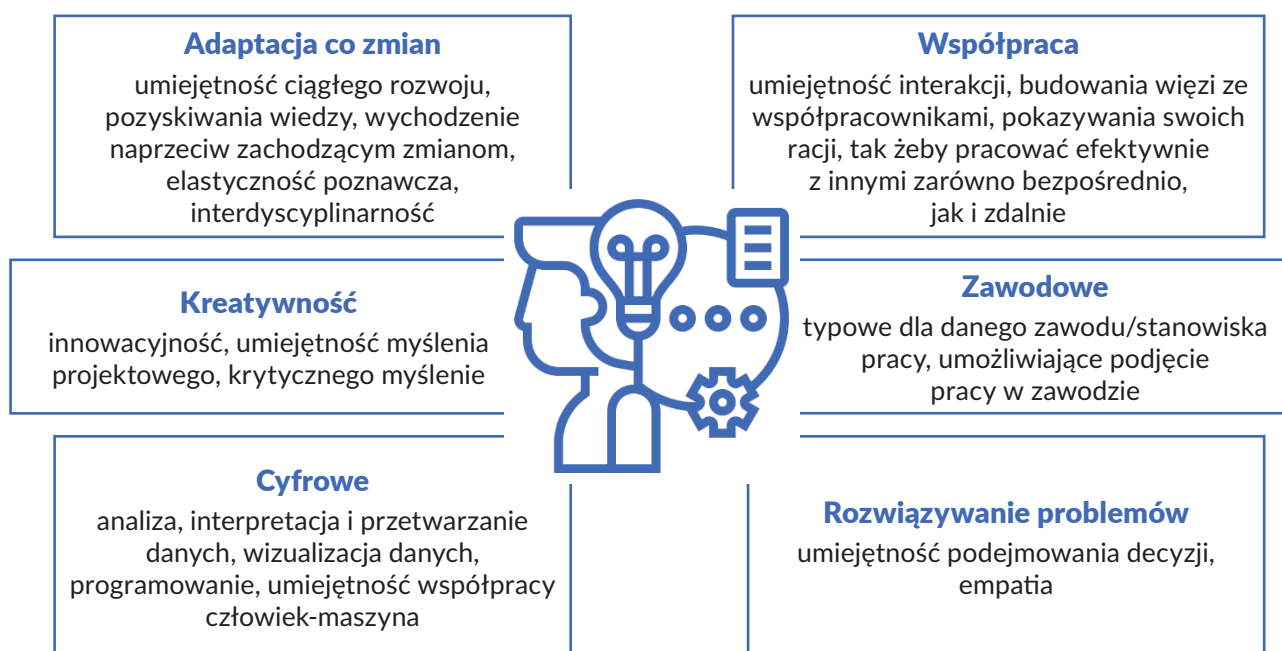 Adaptacja co zmian
umiejętność ciągłego rozwoju,
pozyskiwania wiedzy, wychodzenie
naprzeciw zachodzącym zmianom,
elastyczność poznawcza,
interdyscyplinarność
Współpraca
umiejętność interakcji, budowania więzi ze
współpracownikami, pokazywania swoich
racji, tak żeby pracować efektywnie
z innymi zarówno bezpośrednio,
jak i zdalnie
Kreatywność
innowacyjność, umiejętność myślenia
projektowego, krytycznego myślenie
Zawodowe
typowe dla danego zawodu/stanowiska
pracy, umożliwiające podjęcie
pracy w zawodzie
Cyfrowe
analiza, interpretacja i przetwarzanie
danych, wizualizacja danych,
programowanie, umiejętność współpracy
człowiek-maszyna
Rozwiązywanie problemów
umiejętność podejmowania decyzji,
empatia